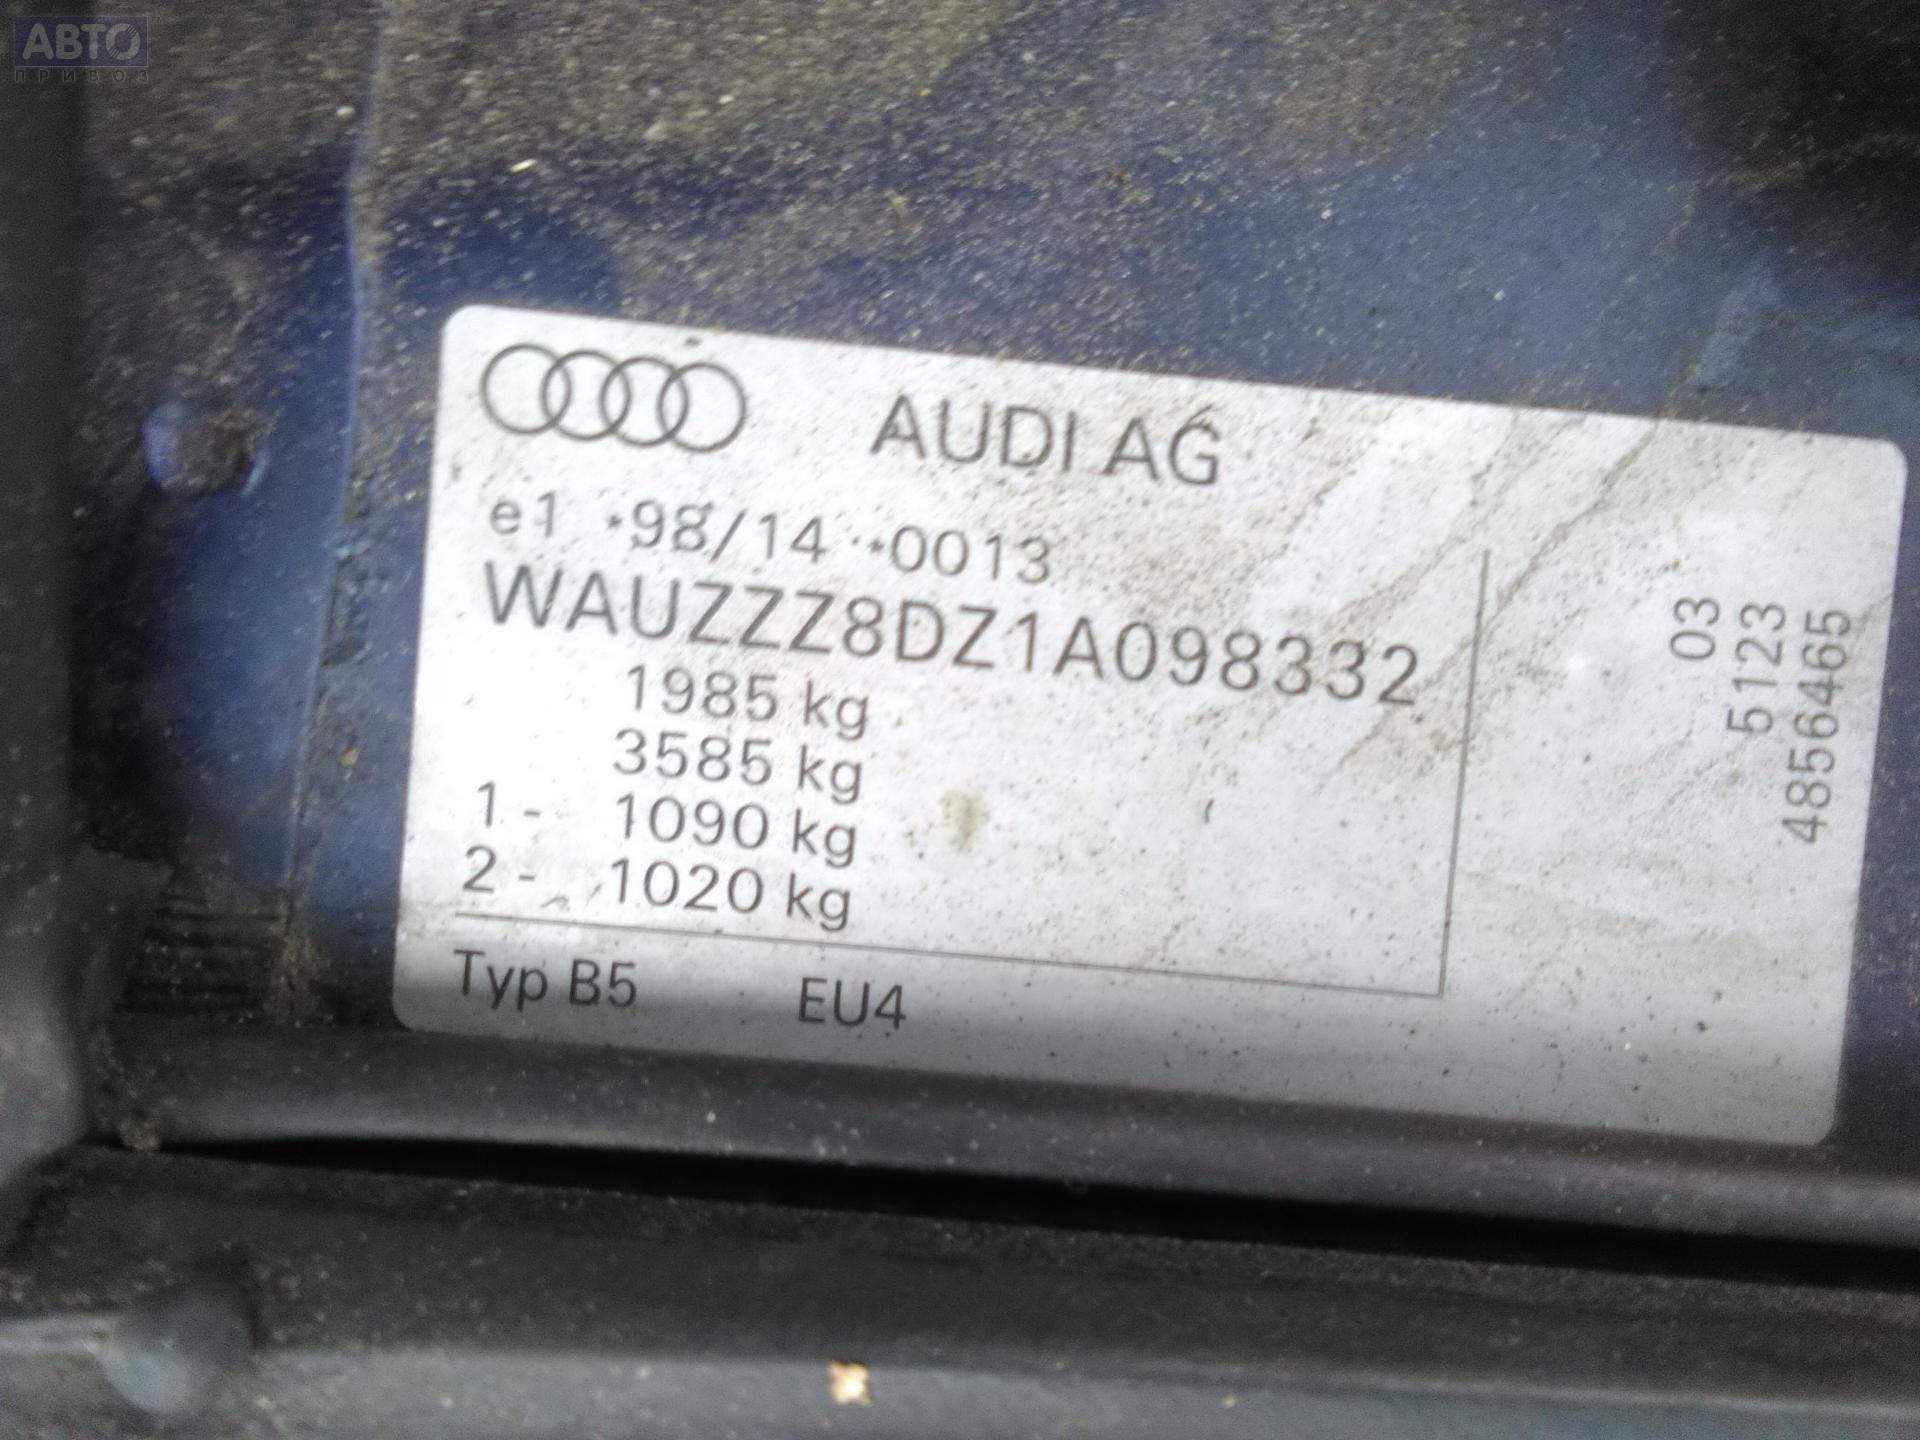 АВТО
ПРИВОЗ
AUDI AG
e1 *98/14 *0013
WAUZZZ8DZ1A098332
1985 kg
3585 kg
1 - 1090 kg
2 - 1020 kg
Typ B5 EU4
03
5123
4856465